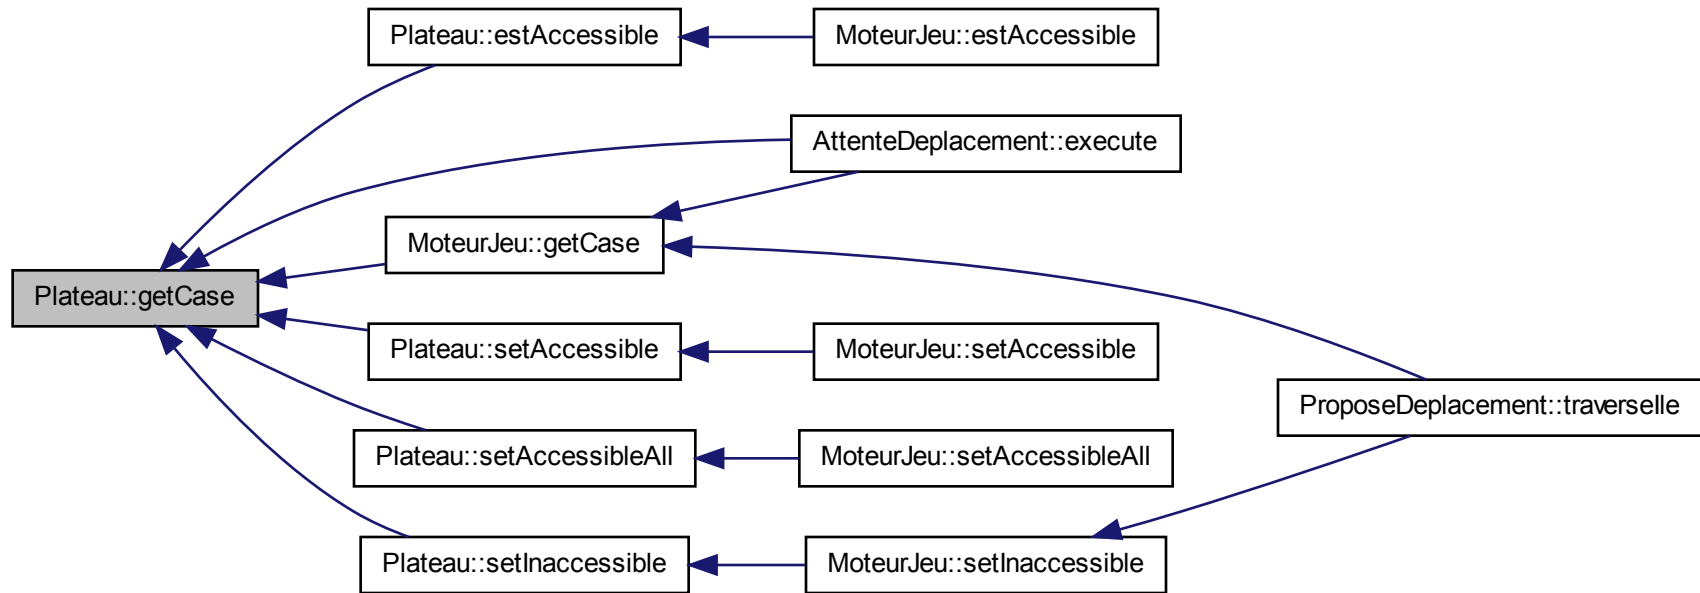 Plateau::estAccessible
MoteurJeu::estAccessible
AttenteDeplacement::execute
MoteurJeu::getCase
Plateau::getCase
Plateau::setAccessible
MoteurJeu::setAccessible
ProposeDeplacement::traverselle
Plateau::setAccessibleAll
MoteurJeu::setAccessibleAll
Plateau::setInaccessible
MoteurJeu::setInaccessible